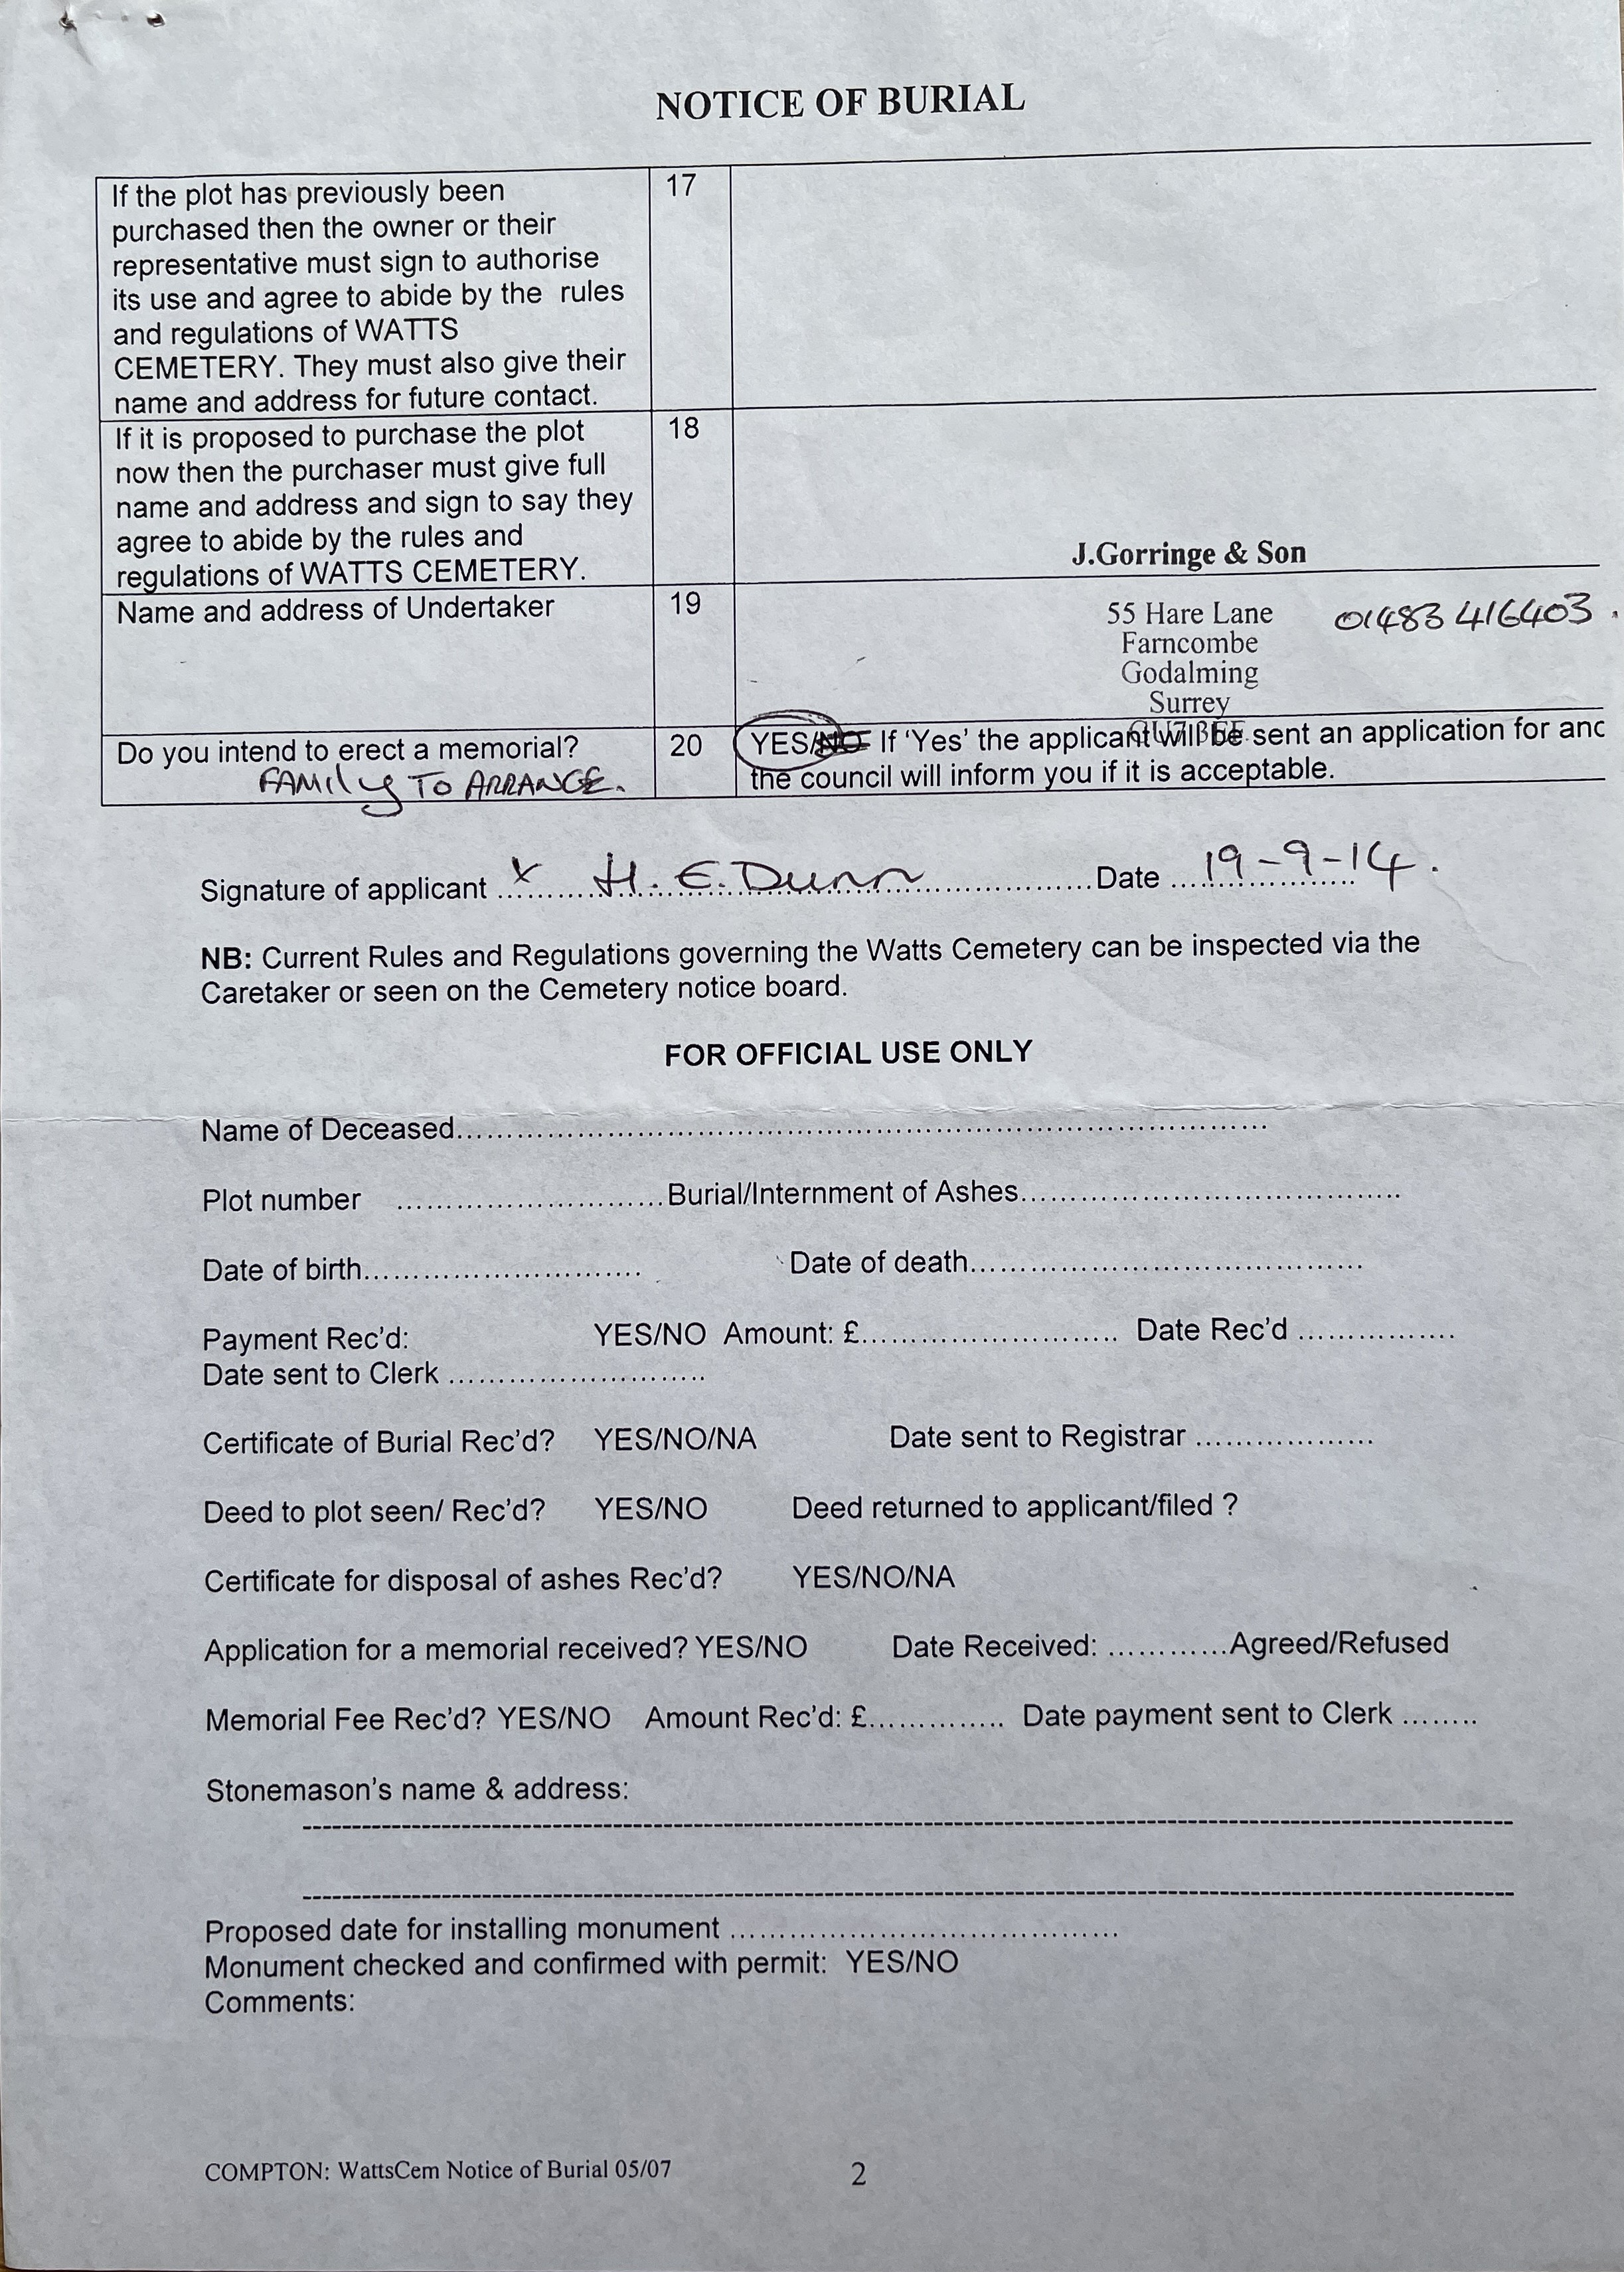 NOTICE OF BURIAL
If the plot has previously been 17
purchased then the owner or their
representative must sign to authorise
its use and agree to abide by the rules
and regulations of WATTS
CEMETERY. They must also give their
name and address for future contact.
If it is proposed to purchase the plot 18
now then the purchaser must give full
name and address and sign to say they
agree to abide by the rules and
regulations of WATTS CEMETERY.
J.Gorringe & Son
Name and address of Undertaker 19
55 Hare Lane 01483 416403.
Farncombe
Godalming
Surrey
Do you intend to erect a memorial? 20 YES/NO If 'Yes' the applicant will be sent an application for and
FAMILY TO ARRANGE. the council will inform you if it is acceptable.
Signature of applicant ...x H. E. Dunn...Date ...19-9-14.
NB: Current Rules and Regulations governing the Watts Cemetery can be inspected via the
Caretaker or seen on the Cemetery notice board.
FOR OFFICIAL USE ONLY
Name of Deceased..........
Plot number ..........Burial/Internment of Ashes..........
Date of birth.......... Date of death..........
Payment Rec'd: YES/NO Amount: £.......... Date Rec'd ..........
Date sent to Clerk ..........
Certificate of Burial Rec'd? YES/NO/NA Date sent to Registrar ..........
Deed to plot seen/ Rec'd? YES/NO Deed returned to applicant/filed ?
Certificate for disposal of ashes Rec'd? YES/NO/NA
Application for a memorial received? YES/NO Date Received: ............Agreed/Refused
Memorial Fee Rec'd? YES/NO Amount Rec'd: £.............. Date payment sent to Clerk ........
Stonemason's name & address:
Proposed date for installing monument ..........
Monument checked and confirmed with permit: YES/NO
Comments:
COMPTON: WattsCem Notice of Burial 05/07 2